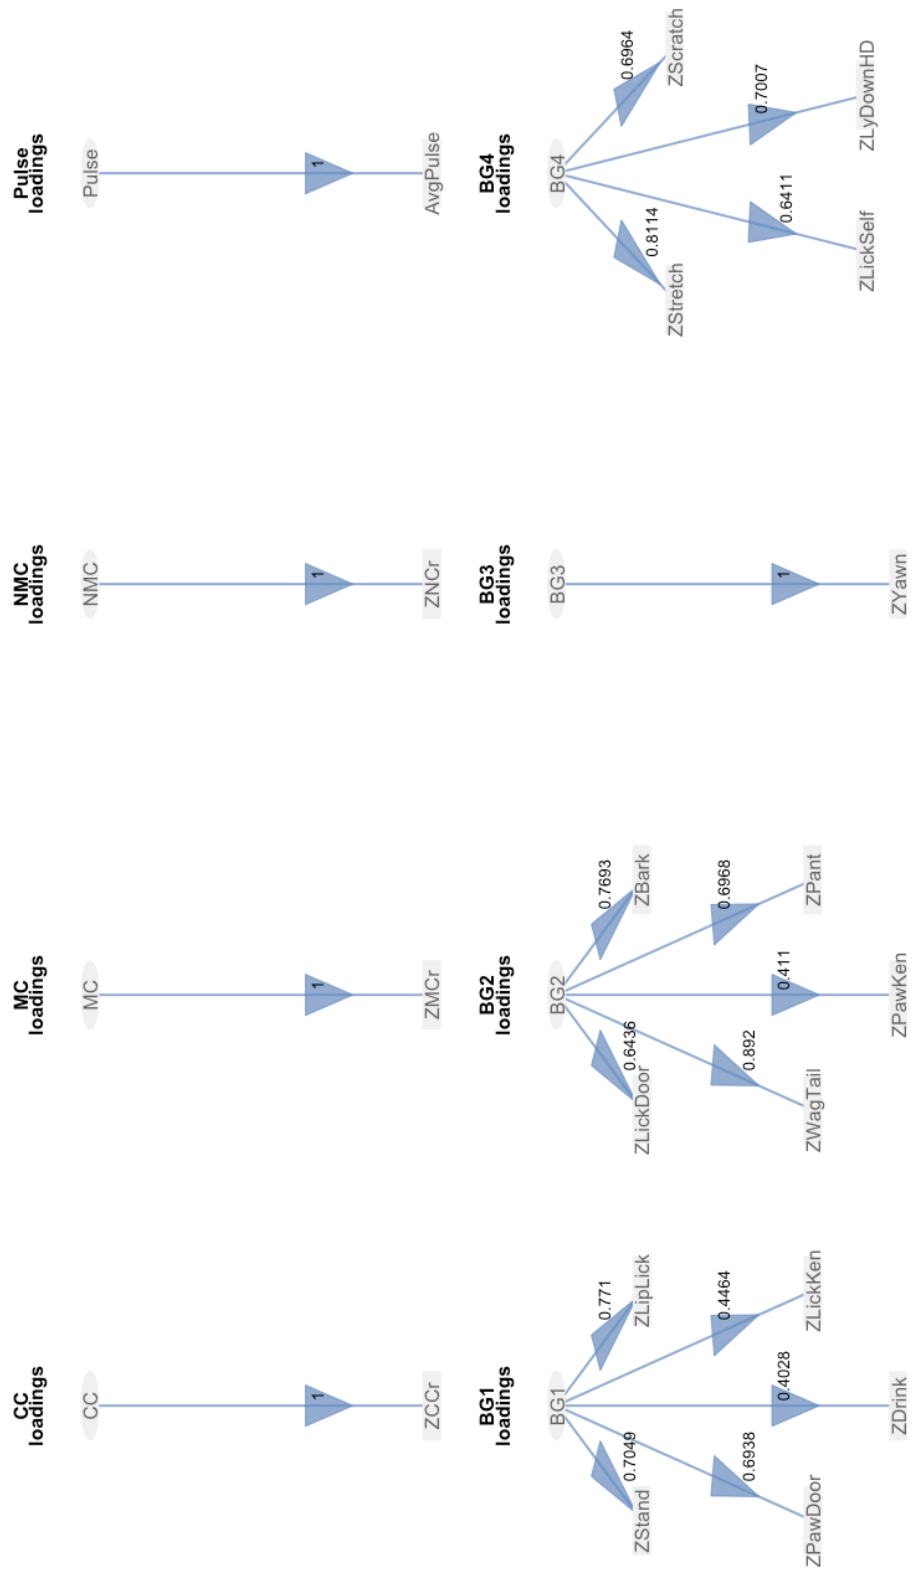 CC
loadings
CC
1
ZCCr
MC
loadings
MC
1
ZMCr
NMC
loadings
NMC
1
ZNCr
Pulse
loadings
Pulse
1
AvgPulse
BG1
loadings
BG1
0.7049
0.771
ZStand
ZLipLick
0.6938
0.4464
0.4028
ZPawDoor
ZLickKen
ZDrink
BG2
loadings
BG2
0.6436
0.7693
ZLickDoor
ZBark
0.892
0.6968
0.411
ZWagTail
ZPant
ZPawKen
BG3
loadings
BG3
1
ZYawn
BG4
loadings
BG4
0.8114
0.6964
ZStretch
ZScratch
0.6411
0.7007
ZLickSelf
ZLyDownHD